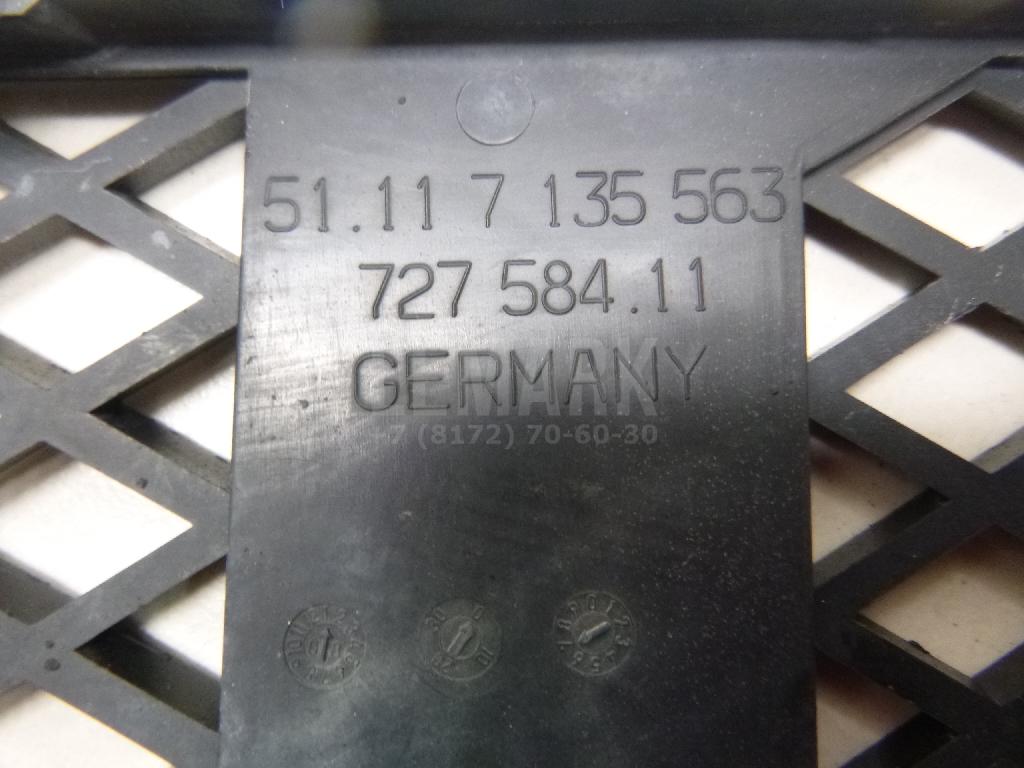 51.11 7 135 563
727 584.11
GERMANY
+7 (8172) 70-60-30